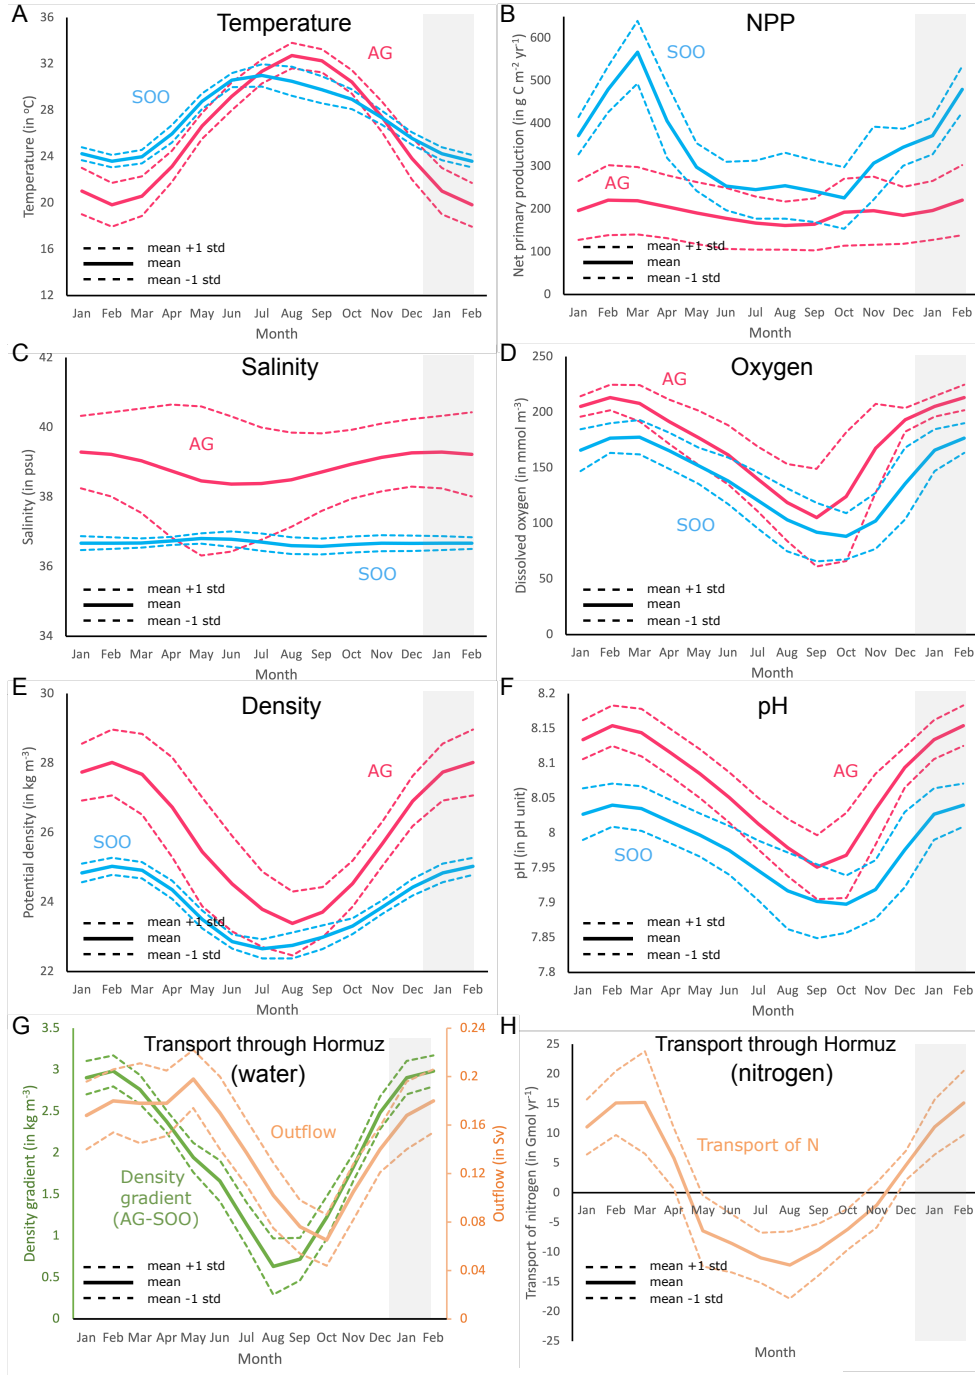 A
Temperature
36
32
28
24
20
16
12
Temperature (in °C)
SOO
AG
mean +1 std
mean
mean -1 std
Jan Feb Mar Apr May Jun Jul Aug Sep Oct Nov Dec Jan Feb
Month
B
NPP
600
500
400
300
200
100
0
Net primary production (in g C m-2 yr-1)
SOO
AG
mean +1 std
mean
mean -1 std
Jan Feb Mar Apr May Jun Jul Aug Sep Oct Nov Dec Jan Feb
Month
C
Salinity
42
40
38
36
34
Salinity (in psu)
AG
SOO
mean +1 std
mean
mean -1 std
Jan Feb Mar Apr May Jun Jul Aug Sep Oct Nov Dec Jan Feb
Month
D
Oxygen
250
200
150
100
50
0
Dissolved oxygen (in mmol m-3)
AG
SOO
mean +1 std
mean
mean -1 std
Jan Feb Mar Apr May Jun Jul Aug Sep Oct Nov Dec Jan Feb
Month
E
Density
30
28
26
24
22
Potential density (in kg m-3)
AG
SOO
mean +1 std
mean
mean -1 std
Jan Feb Mar Apr May Jun Jul Aug Sep Oct Nov Dec Jan Feb
Month
F
pH
8.2
8.15
8.1
8.05
8
7.95
7.9
7.85
7.8
pH (in pH unit)
AG
SOO
mean +1 std
mean
mean -1 std
Jan Feb Mar Apr May Jun Jul Aug Sep Oct Nov Dec Jan Feb
Month
G
Transport through Hormuz
(water)
3.5
3
2.5
2
1.5
1
0.5
0
Density gradient (in kg m-3)
0.24
0.2
0.16
0.12
0.08
0.04
0
Outflow (in Sv)
Outflow
Density
gradient
(AG-SOO)
mean +1 std
mean
mean -1 std
Jan Feb Mar Apr May Jun Jul Aug Sep Oct Nov Dec Jan Feb
Month
H
Transport through Hormuz
(nitrogen)
25
20
15
10
5
0
-5
-10
-15
-20
-25
Transport of nitrogen (in Gmol yr-1)
Transport of N
Jan Feb Mar Apr May Jun Jul Aug Sep Oct Nov Dec Jan Feb
mean +1 std
mean
mean -1 std
Month